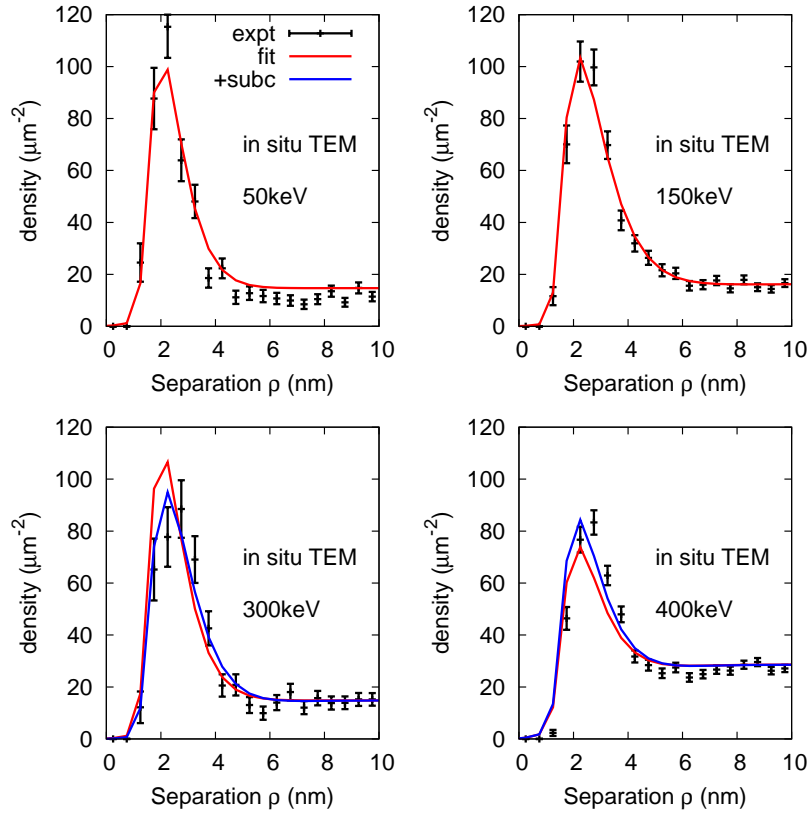 120
100
80
60
40
20
0
density (μm-2)
0 2 4 6 8 10
Separation ρ (nm)
expt
fit
+subc
in situ TEM
50keV
120
100
80
60
40
20
0
density (μm-2)
0 2 4 6 8 10
Separation ρ (nm)
in situ TEM
150keV
120
100
80
60
40
20
0
density (μm-2)
0 2 4 6 8 10
Separation ρ (nm)
in situ TEM
300keV
120
100
80
60
40
20
0
density (μm-2)
0 2 4 6 8 10
Separation ρ (nm)
in situ TEM
400keV